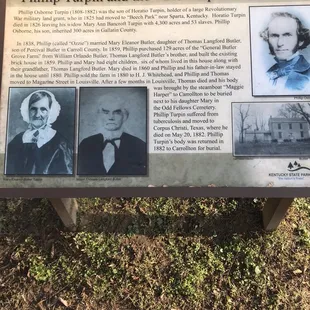 Phillip Turpin and
Phillip Osborne Turpin (1808-1882) was the son of Horatio Turpin, holder of a large Revolutionary
War military land grant, who in 1825 had moved to "Beech Park" near Sparta, Kentucky. Horatio Turpin
died in 1826 leaving his widow Mary Ann Bancroft Turpin with 4,300 acres and 53 slaves. Phillip
Osborne, his son, inherited 300 acres in Gallatin County.
In 1838, Phillip (called "Ozene") married Mary Eleanor Butler, daughter of Thomas Langford Butler,
son of Percival Butler in Carroll County. In 1859, Phillip purchased 129 acres of the "General Butler
Grove Farm" from William Orlando Butler, Thomas Langford Butler's brother, and built the existing
brick house in 1859. Phillip and Mary had eight children, six of whom lived in this house along with
their grandfather, Thomas Langford Butler. Mary died in 1860 and Phillip and his father-in-law stayed
in the house until 1880. Phillip sold the farm in 1880 to H. J. Whitehead, and Phillip and Thomas
moved to Magazine Street in Louisville. After a few months in Louisville, Thomas died and his body
was brought by the steamboat "Maggie
Harper" to Carrollton to be buried
next to his daughter Mary in
the Odd Fellows Cemetery.
Phillip Turpin suffered from
tuberculosis and moved to
Corpus Christi, Texas, where he
died on May 20, 1882. Phillip
Turpin's body was returned in
1882 to Carrollton for burial.
KENTUCKY STATE PARKS